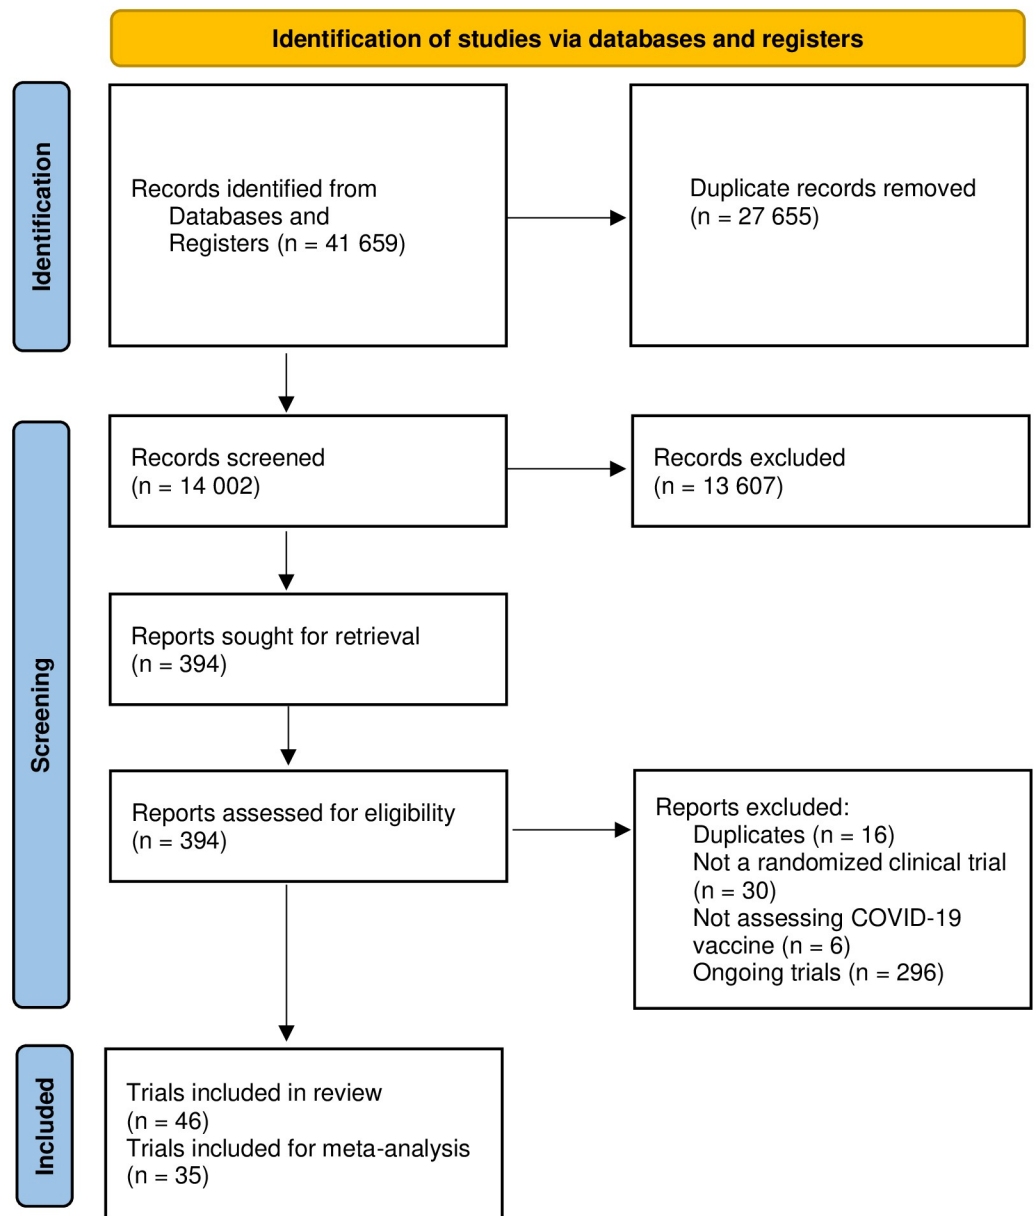 Identification of studies via databases and registers
Identification
Records identified from
Databases and
Registers (n = 41 659)
Duplicate records removed
(n = 27 655)
Screening
Records screened
(n = 14 002)
Records excluded
(n = 13 607)
Reports sought for retrieval
(n = 394)
Reports assessed for eligibility
(n = 394)
Reports excluded:
Duplicates (n = 16)
Not a randomized clinical trial
(n = 30)
Not assessing COVID-19
vaccine (n = 6)
Ongoing trials (n = 296)
Included
Trials included in review
(n = 46)
Trials included for meta-analysis
(n = 35)